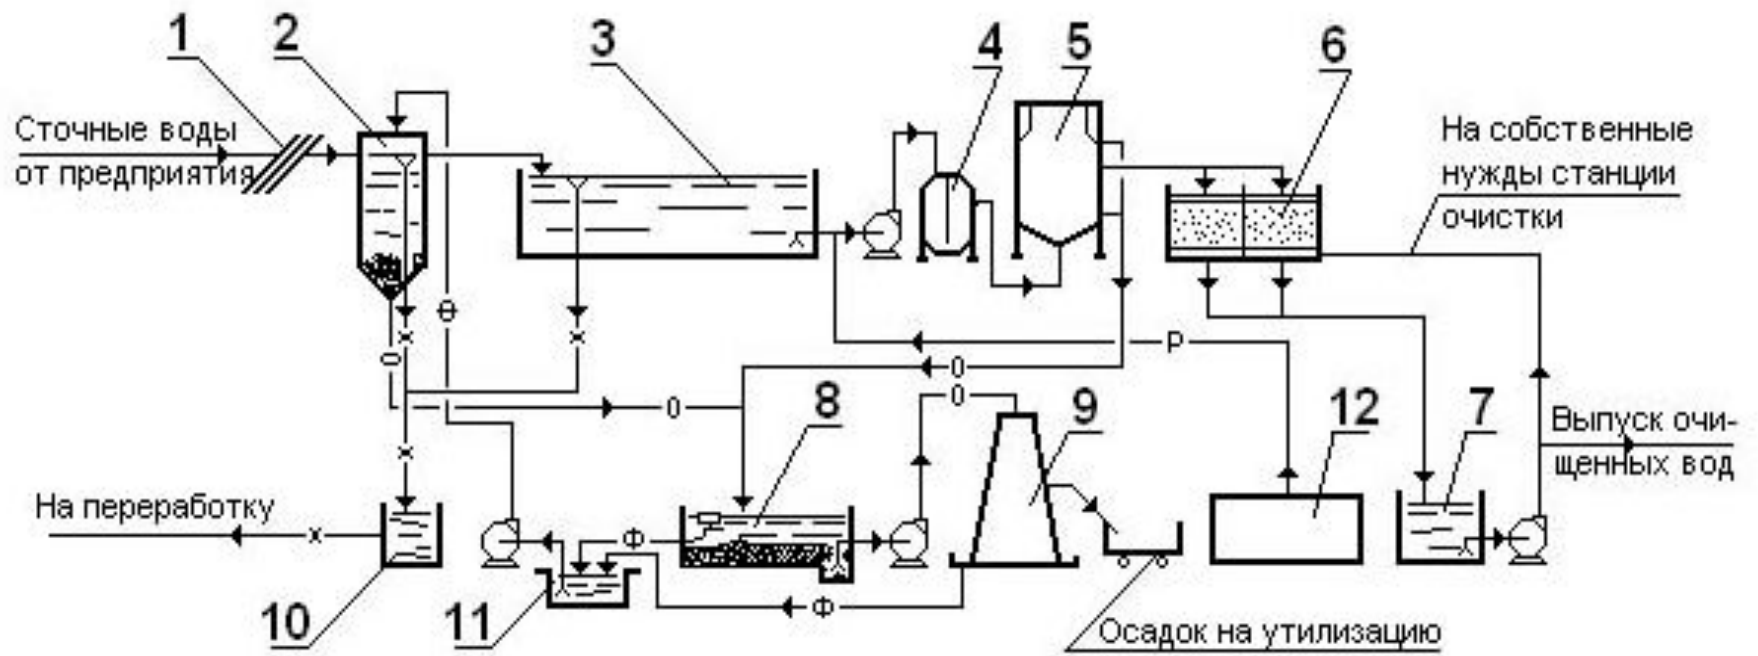 1
2
3
4
5
6
Сточные воды
от предприятия
На собственные
нужды станции
очистки
θ
x
x
0
P
0
0
0
8
9
12
7
Выпуск очи-
щенных вод
x
На переработку
x
Ф
Ф
10
11
Осадок на утилизацию